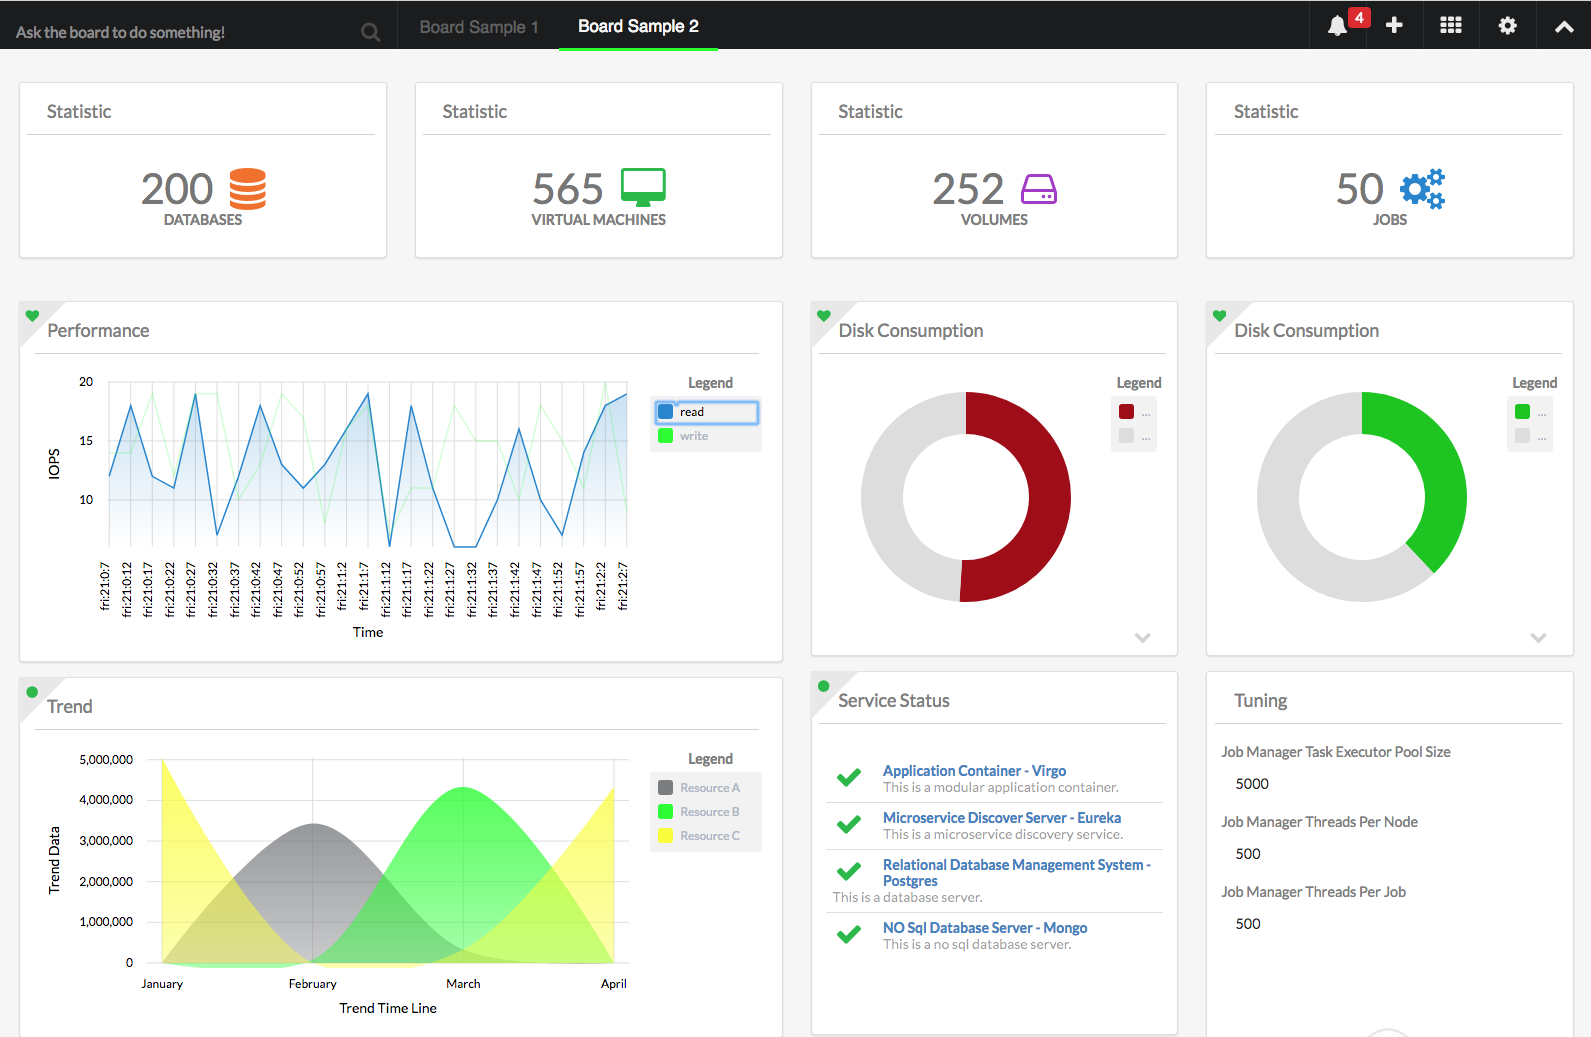 Ask the board to do something!
Board Sample 1
Board Sample 2
4
Statistic
200
DATABASES
Statistic
565
VIRTUAL MACHINES
Statistic
252
VOLUMES
Statistic
50
JOBS
Performance
20
15
10
IOPS
fri:21:0:7
fri:21:0:12
fri:21:0:17
fri:21:0:22
fri:21:0:27
fri:21:0:32
fri:21:0:37
fri:21:0:42
fri:21:0:47
fri:21:0:52
fri:21:0:57
fri:21:1:2
fri:21:1:7
fri:21:1:12
fri:21:1:17
fri:21:1:22
fri:21:1:27
fri:21:1:32
fri:21:1:37
fri:21:1:42
fri:21:1:47
fri:21:1:52
fri:21:1:57
fri:21:2:2
fri:21:2:7
Time
Legend
read
write
Disk Consumption
Legend
...
...
Disk Consumption
Legend
...
...
Trend
5,000,000
4,000,000
3,000,000
2,000,000
1,000,000
0
Trend Data
January
February
March
April
Trend Time Line
Legend
Resource A
Resource B
Resource C
Service Status
Application Container - Virgo
This is a modular application container.
Microservice Discover Server - Eureka
This is a microservice discovery service.
Relational Database Management System -
Postgres
This is a database server.
NO Sql Database Server - Mongo
This is a no sql database server.
Tuning
Job Manager Task Executor Pool Size
5000
Job Manager Threads Per Node
500
Job Manager Threads Per Job
500